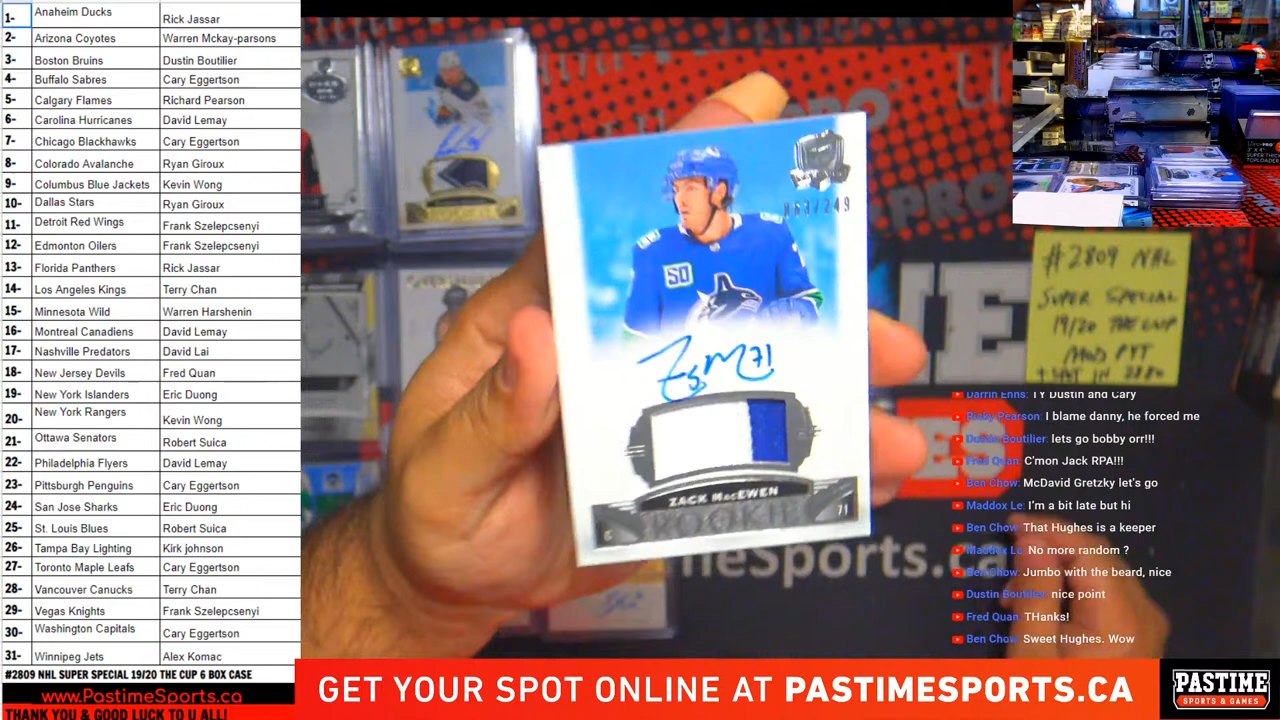 1- Anaheim Ducks Rick Jassar
2- Arizona Coyotes Warren Mckay-parsons
3- Boston Bruins Dustin Boutilier
4- Buffalo Sabres Cary Eggertson
5- Calgary Flames Richard Pearson
6- Carolina Hurricanes David Lemay
7- Chicago Blackhawks Cary Eggertson
8- Colorado Avalanche Ryan Giroux
9- Columbus Blue Jackets Kevin Wong
10- Dallas Stars Ryan Giroux
11- Detroit Red Wings Frank Szelepcsenyi
12- Edmonton Oilers Frank Szelepcsenyi
13- Florida Panthers Rick Jassar
14- Los Angeles Kings Terry Chan
15- Minnesota Wild Warren Harshenin
16- Montreal Canadiens David Lemay
17- Nashville Predators David Lai
18- New Jersey Devils Fred Quan
19- New York Islanders Eric Duong
20- New York Rangers Kevin Wong
21- Ottawa Senators Robert Suica
22- Philadelphia Flyers David Lemay
23- Pittsburgh Penguins Cary Eggertson
24- San Jose Sharks Eric Duong
25- St. Louis Blues Robert Suica
26- Tampa Bay Lighting Kirk johnson
27- Toronto Maple Leafs Cary Eggertson
28- Vancouver Canucks Terry Chan
29- Vegas Knights Frank Szelepcsenyi
30- Washington Capitals Cary Eggertson
31- Winnipeg Jets Alex Komac
#2809 NHL SUPER SPECIAL 19/20 THE CUP 6 BOX CASE
www.PastimeSports.ca
THANK YOU & GOOD LUCK TO U ALL!
/249
50
71
ZACK MacEWEN
ROOKIE
71
meSports.ca
#2809 NHL
SUPER SPECIAL
19/20 THE CUP
Darrin Enns: TY Dustin and Cary
Ricky Pearson: I blame danny, he forced me
Dustin Boutilier: lets go bobby orr!!!
Fred Quan: C'mon Jack RPA!!!
Ben Chow: McDavid Gretzky let's go
Maddox Le: I'm a bit late but hi
Ben Chow: That Hughes is a keeper
Maddox Le: No more random ?
Ben Chow: Jumbo with the beard, nice
Dustin Boutilier: nice point
Fred Quan: THanks!
Ben Chow: Sweet Hughes. Wow
GET YOUR SPOT ONLINE AT PASTIMESPORTS.CA
PASTIME
SPORTS & GAMES